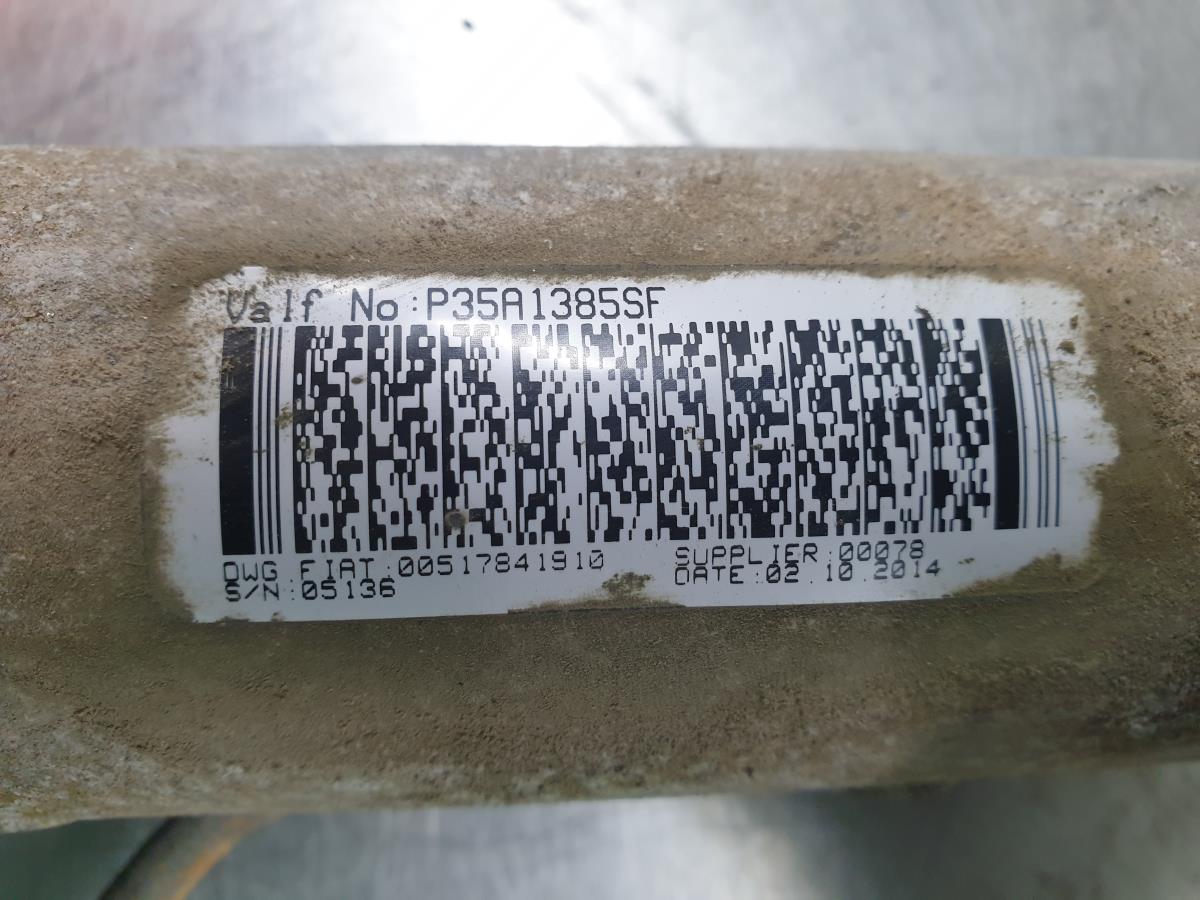 Valf No:P35A1385SF
DWG FIAT:00517841910
S/N:05136
SUPPLIER:00078
DATE:02.10.2014